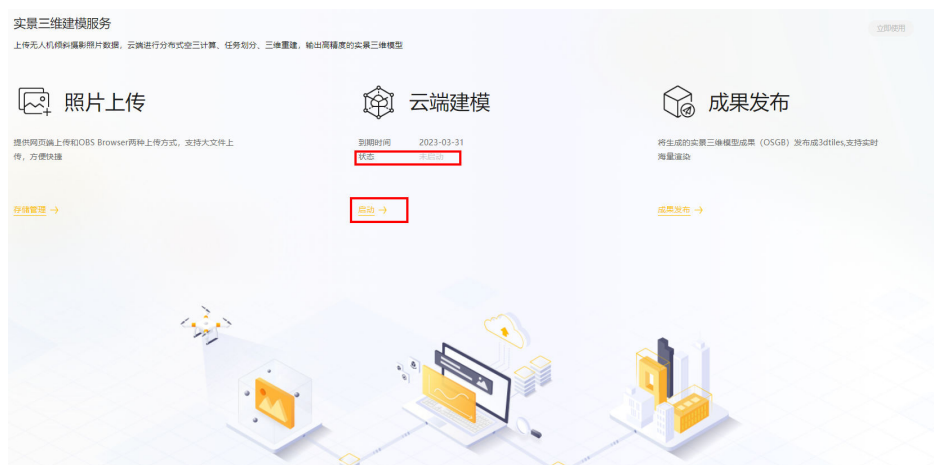 实景三维建模服务
立即使用
上传无人机倾斜摄影照片数据，云端进行分布式空三计算、任务划分、三维重建，输出高精度的实景三维模型
照片上传
提供网页端上传和OBS Browser两种上传方式，支持大文件上
传，方便快捷
存储管理 →
云端建模
到期时间 2023-03-31
状态 未启动
启动 →
成果发布
将生成的实景三维模型成果（OSGB）发布成3dtiles,支持实时
海量渲染
成果发布 →